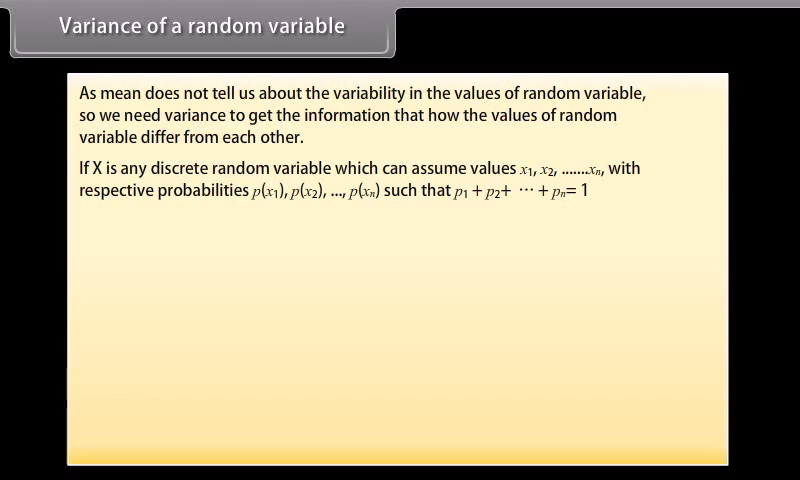 Variance of a random variable
As mean does not tell us about the variability in the values of random variable,
so we need variance to get the information that how the values of random
variable differ from each other.
If X is any discrete random variable which can assume values x₁, x₂, .......xₙ, with
respective probabilities p(x₁), p(x₂), ..., p(xₙ) such that p₁ + p₂+ ⋯ + pₙ= 1